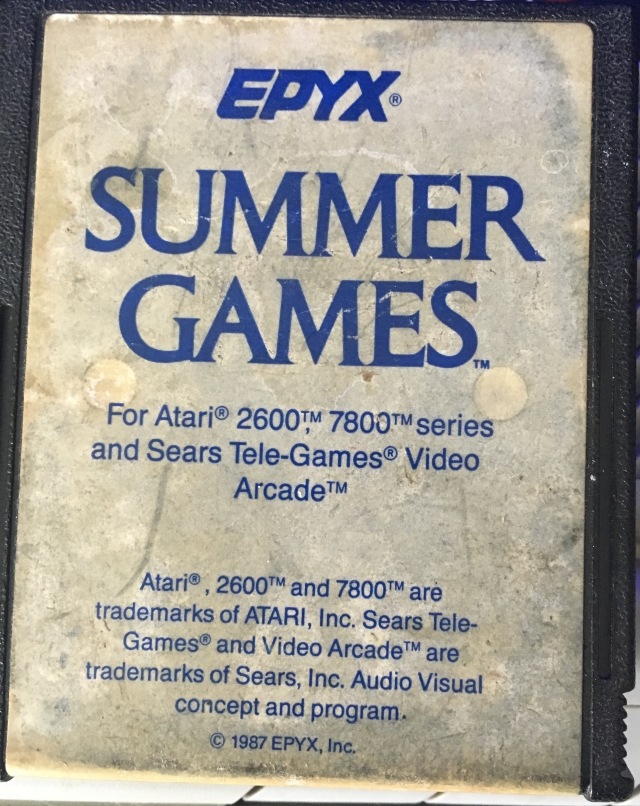 EPYX®
SUMMER
GAMES™
For Atari® 2600™, 7800™ series
and Sears Tele-Games® Video
Arcade™
Atari®, 2600™ and 7800™ are
trademarks of ATARI, Inc. Sears Tele-
Games® and Video Arcade™ are
trademarks of Sears, Inc. Audio Visual
concept and program.
© 1987 EPYX, Inc.